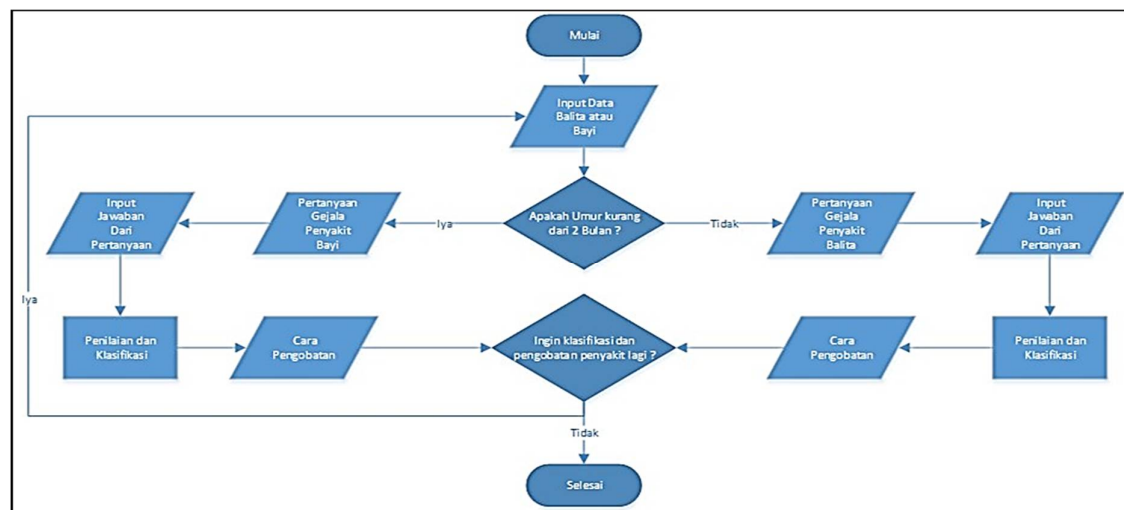 Mulai
Input Data
Balita atau
Bayi
Apakah Umur kurang
dari 2 Bulan ?
Iya
Pertanyaan
Gejala
Penyakit
Bayi
Input
Jawaban
Dari
Pertanyaan
Penilaian dan
Klasifikasi
Cara
Pengobatan
Tidak
Pertanyaan
Gejala
Penyakit
Balita
Input
Jawaban
Dari
Pertanyaan
Penilaian dan
Klasifikasi
Cara
Pengobatan
Ingin klasifikasi dan
pengobatan penyakit lagi ?
Iya
Tidak
Selesai